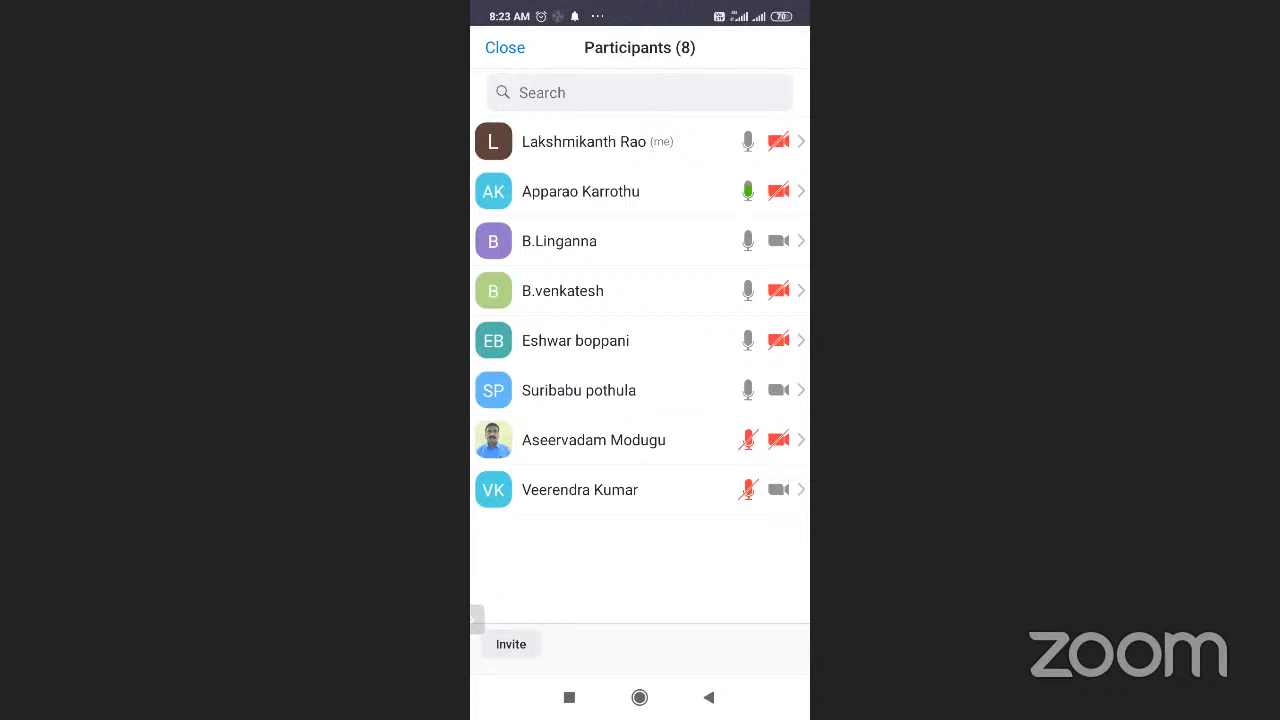 8:23 AM 70
Close Participants (8)
Search
L Lakshmikanth Rao (me)
AK Apparao Karrothu
B B.Linganna
B B.venkatesh
EB Eshwar boppani
SP Suribabu pothula
Aseervadam Modugu
VK Veerendra Kumar
Invite
zoom